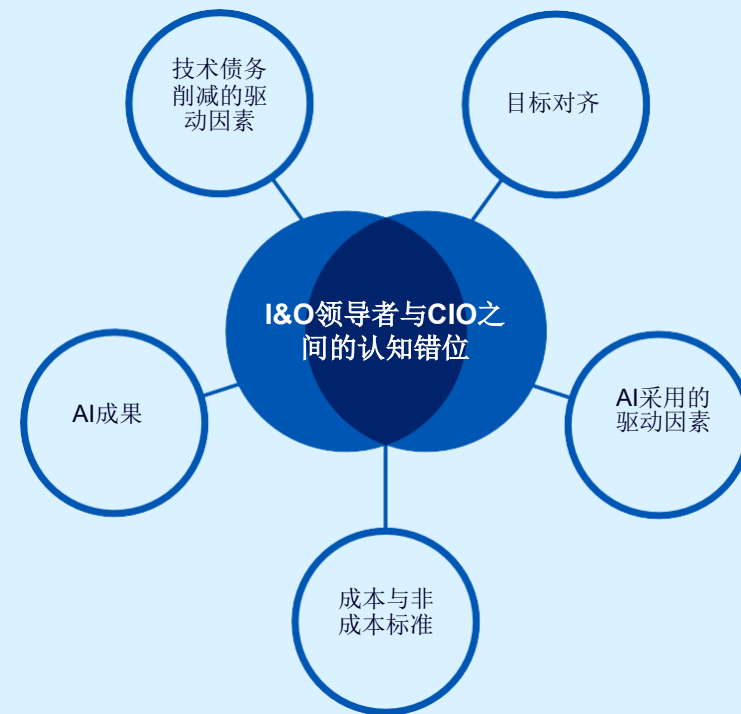 技术债务
削减的驱
动因素
目标对齐
I&O领导者与CIO之
间的认知错位
AI成果
AI采用的
驱动因素
成本与非
成本标准